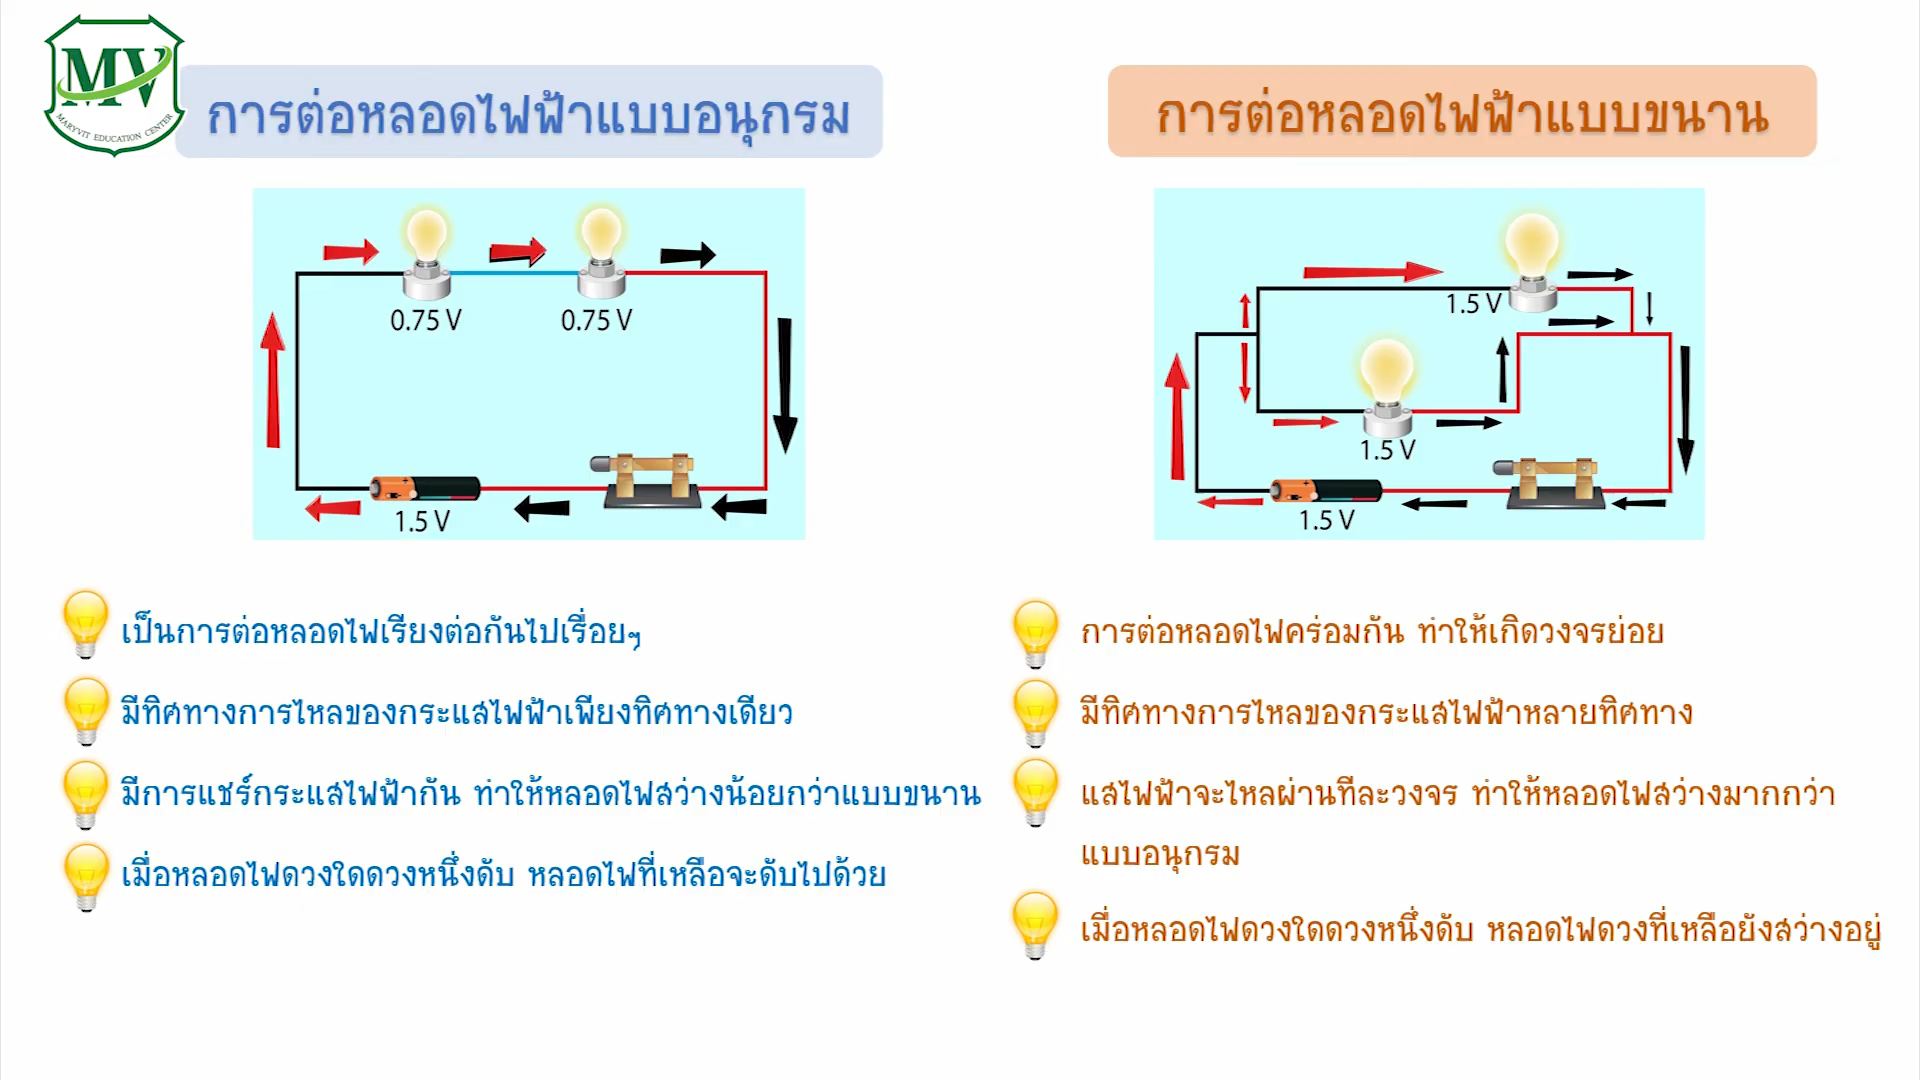 MV
MARYVIT EDUCATION CENTER
การต่อหลอดไฟฟ้าแบบอนุกรม
0.75 V
0.75 V
1.5 V
เป็นการต่อหลอดไฟเรียงต่อกันไปเรื่อยๆ
มีทิศทางการไหลของกระแสไฟฟ้าเพียงทิศทางเดียว
มีการแชร์กระแสไฟฟ้ากัน ทำให้หลอดไฟสว่างน้อยกว่าแบบขนาน
เมื่อหลอดไฟดวงใดดวงหนึ่งดับ หลอดไฟที่เหลือจะดับไปด้วย
การต่อหลอดไฟฟ้าแบบขนาน
1.5 V
1.5 V
1.5 V
การต่อหลอดไฟคร่อมกัน ทำให้เกิดวงจรย่อย
มีทิศทางการไหลของกระแสไฟฟ้าหลายทิศทาง
แสไฟฟ้าจะไหลผ่านทีละวงจร ทำให้หลอดไฟสว่างมากกว่า
แบบอนุกรม
เมื่อหลอดไฟดวงใดดวงหนึ่งดับ หลอดไฟดวงที่เหลือยังสว่างอยู่